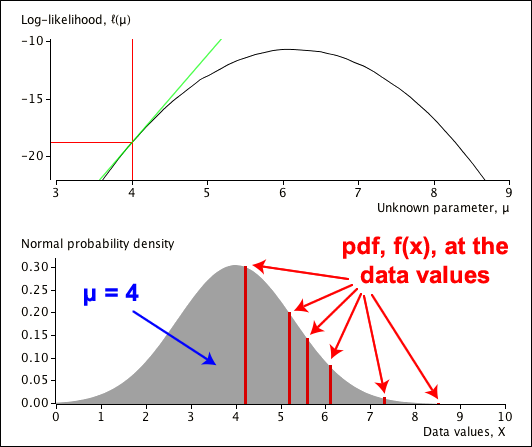 Log-likelihood, ℓ(μ)
-10
-15
-20
3 4 5 6 7 8 9
Unknown parameter, μ
Normal probability density
pdf, f(x), at the
data values
μ = 4
0.30
0.25
0.20
0.15
0.10
0.05
0.00
0 1 2 3 4 5 6 7 8 9 10
Data values, X